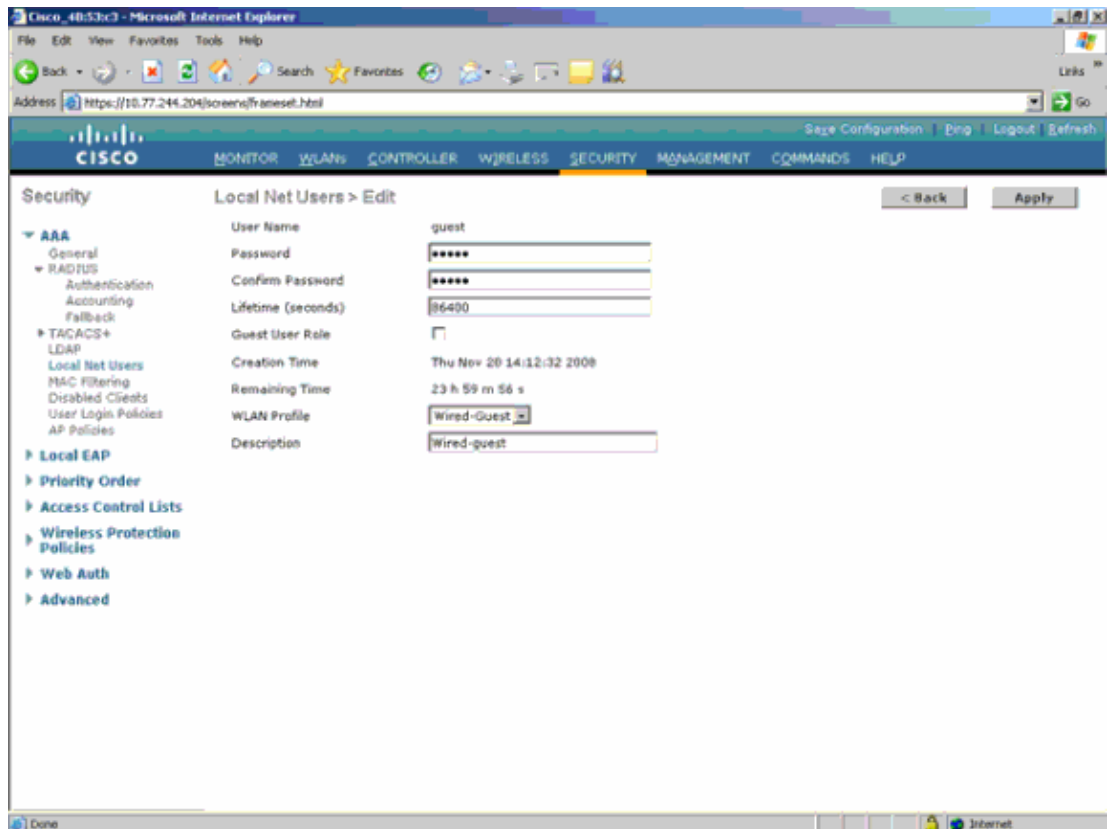 Cisco_40:53:c3 - Microsoft Internet Explorer
File Edit View Favorites Tools Help
Back Search Favorites Links »
Address https://10.77.244.204/screens/frameset.html Go
Save Configuration | Ping | Logout | Refresh
CISCO MONITOR WLANs CONTROLLER WIRELESS SECURITY MANAGEMENT COMMANDS HELP
Security
AAA
General
RADIUS
Authentication
Accounting
Fallback
TACACS+
LDAP
Local Net Users
MAC Filtering
Disabled Clients
User Login Policies
AP Policies
Local EAP
Priority Order
Access Control Lists
Wireless Protection
Policies
Web Auth
Advanced
Local Net Users > Edit < Back Apply
User Name guest
Password •••••
Confirm Password •••••
Lifetime (seconds) 86400
Guest User Role
Creation Time Thu Nov 20 14:12:32 2008
Remaining Time 23 h 59 m 56 s
WLAN Profile Wired-Guest
Description Wired-guest
Done Internet